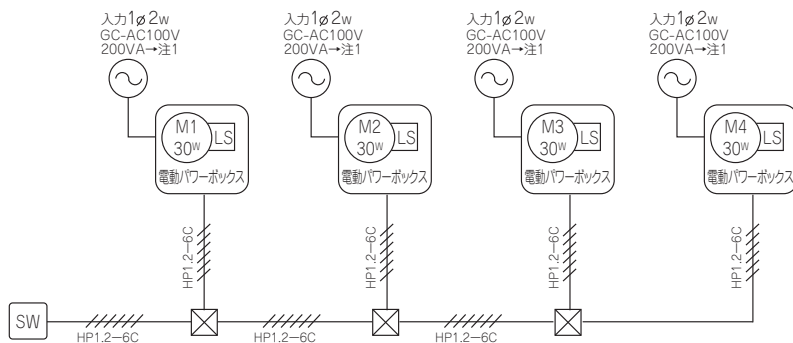 入力1ø2w
GC-AC100V
200VA→注1
入力1ø2w
GC-AC100V
200VA→注1
入力1ø2w
GC-AC100V
200VA→注1
入力1ø2w
GC-AC100V
200VA→注1
M1
30w
LS
電動パワーボックス
M2
30w
LS
電動パワーボックス
M3
30w
LS
電動パワーボックス
M4
30w
LS
電動パワーボックス
HP1.2−6C
HP1.2−6C
HP1.2−6C
HP1.2−6C
SW
HP1.2−6C
HP1.2−6C
HP1.2−6C